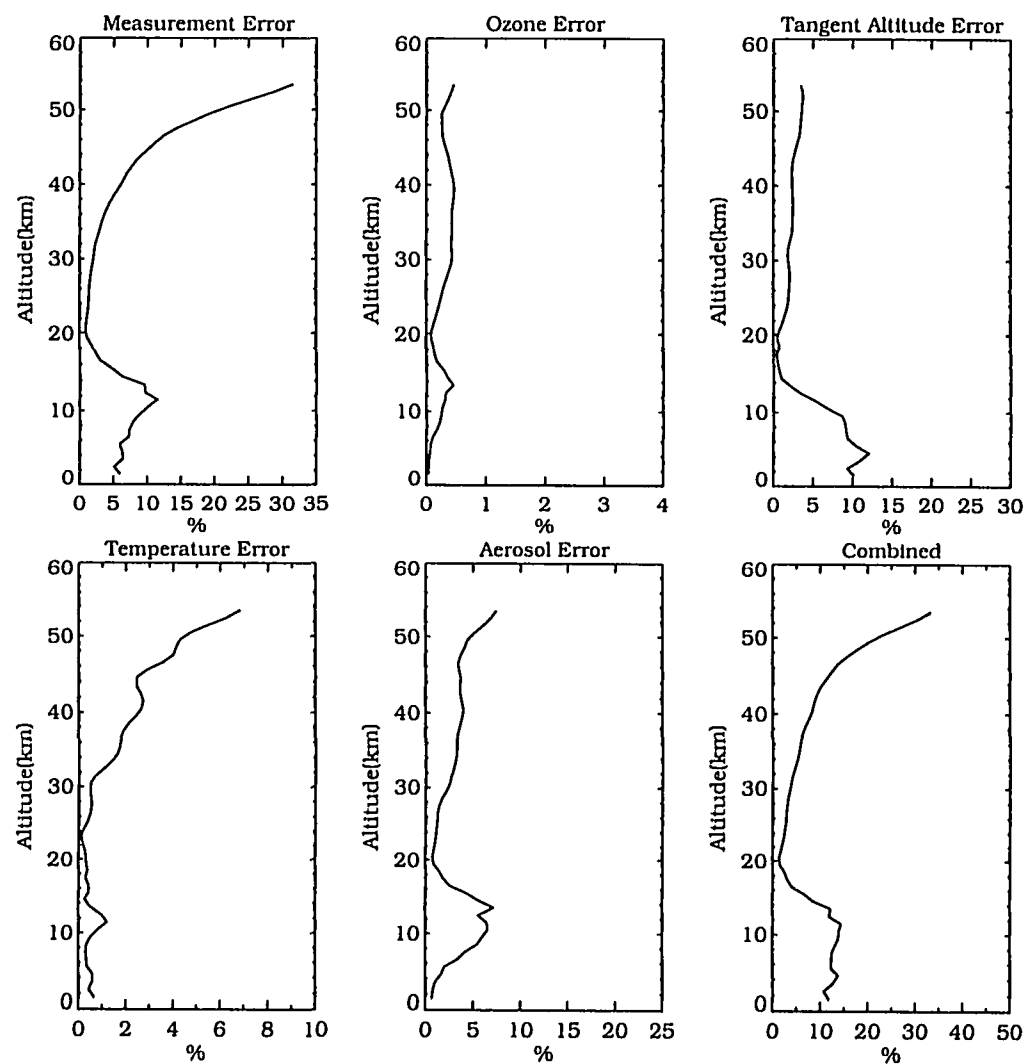 Measurement Error
Ozone Error
Tangent Altitude Error
60
50
40
30
20
10
0
Altitude(km)
0 5 10 15 20 25 30 35
%
60
50
40
30
20
10
0
Altitude(km)
0 1 2 3 4
%
60
50
40
30
20
10
0
Altitude(km)
0 5 10 15 20 25 30
%
Temperature Error
Aerosol Error
Combined
60
50
40
30
20
10
0
Altitude(km)
0 2 4 6 8 10
%
60
50
40
30
20
10
0
Altitude(km)
0 5 10 15 20 25
%
60
50
40
30
20
10
0
Altitude(km)
0 10 20 30 40 50
%